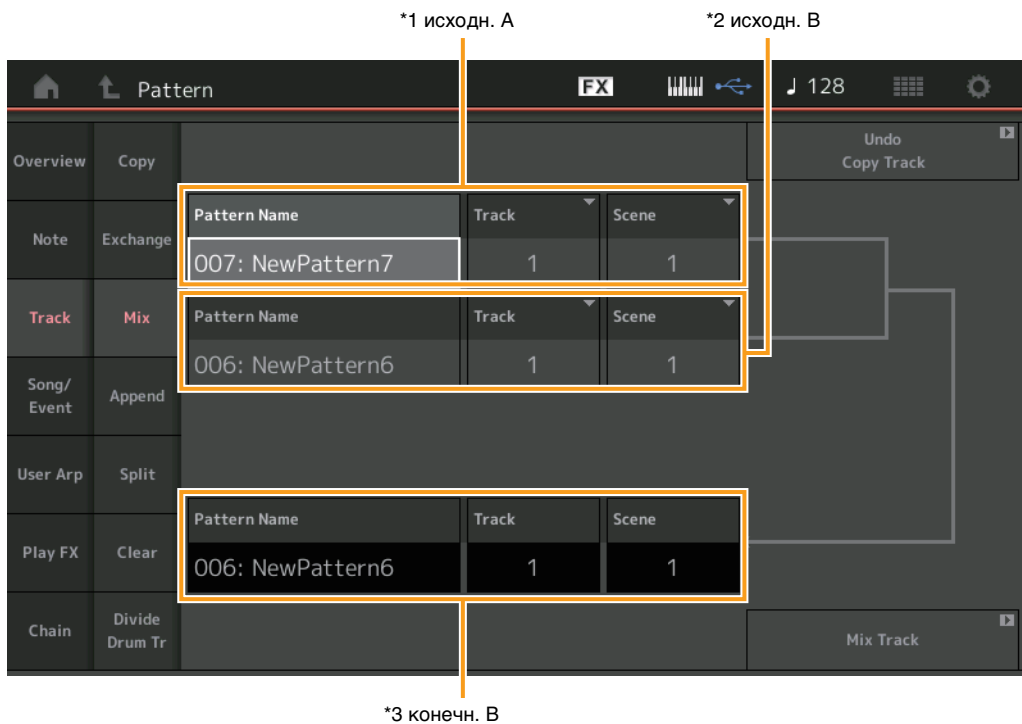 *1 исходн. A
*2 исходн. B
Pattern
FX
♩ 128
Overview
Copy
Undo
Copy Track
Note
Exchange
Pattern Name
Track
Scene
007: NewPattern7
1
1
Track
Mix
Pattern Name
Track
Scene
006: NewPattern6
1
1
Song/
Event
Append
User Arp
Split
Pattern Name
Track
Scene
Play FX
Clear
006: NewPattern6
1
1
Chain
Divide
Drum Tr
Mix Track
*3 конечн. B